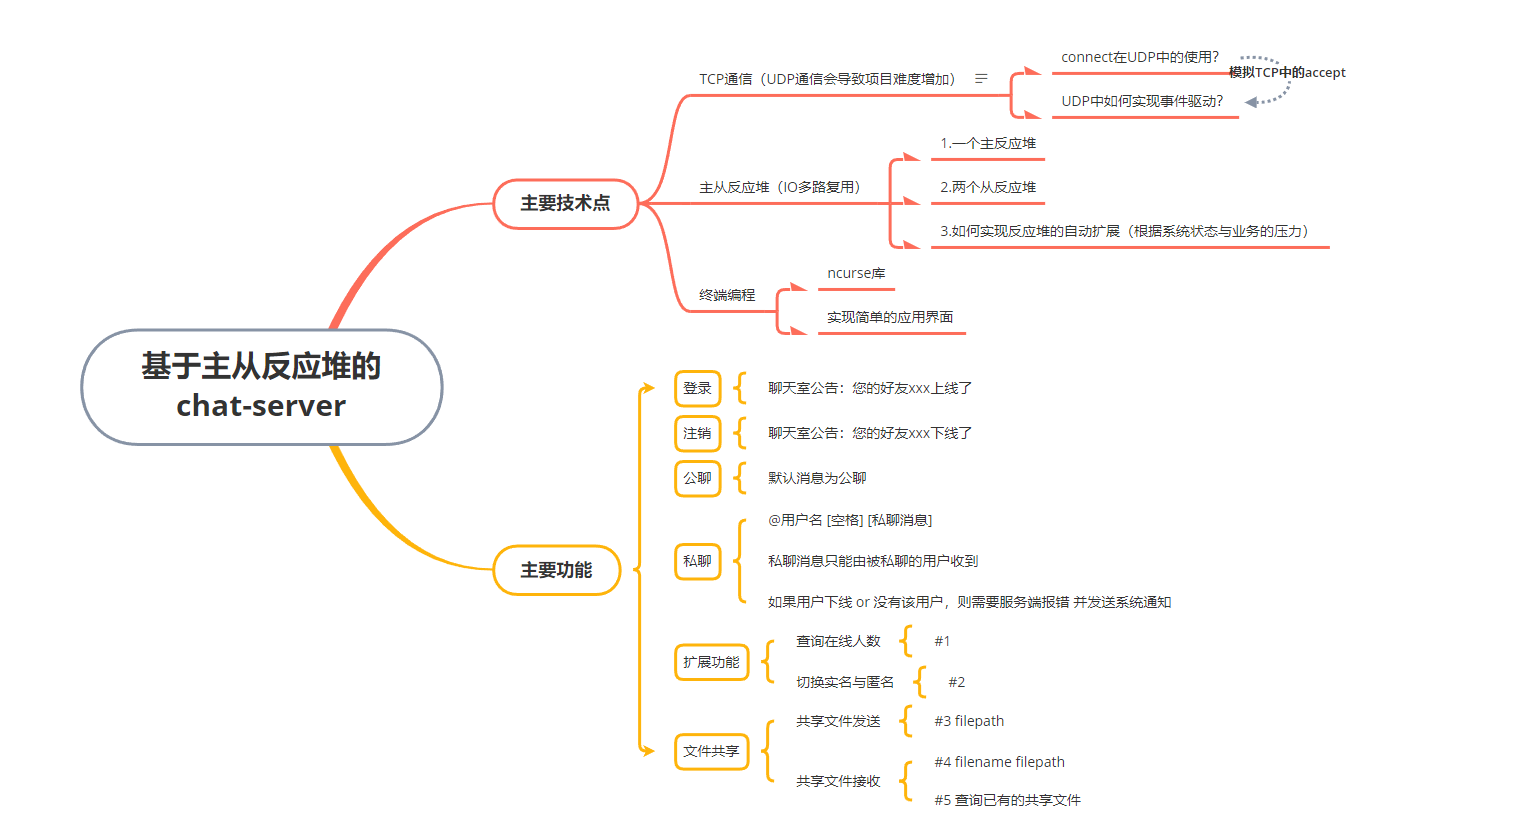 基于主从反应堆的
chat-server
主要技术点
TCP通信（UDP通信会导致项目难度增加）
connect在UDP中的使用？
模拟TCP中的accept
UDP中如何实现事件驱动？
主从反应堆（IO多路复用）
1.一个主反应堆
2.两个从反应堆
3.如何实现反应堆的自动扩展（根据系统状态与业务的压力）
终端编程
ncurse库
实现简单的应用界面
主要功能
登录
聊天室公告：您的好友xxx上线了
注销
聊天室公告：您的好友xxx下线了
公聊
默认消息为公聊
私聊
@用户名 [空格] [私聊消息]
私聊消息只能由被私聊的用户收到
如果用户下线 or 没有该用户，则需要服务端报错 并发送系统通知
扩展功能
查询在线人数
#1
切换实名与匿名
#2
文件共享
共享文件发送
#3 filepath
共享文件接收
#4 filename filepath
#5 查询已有的共享文件